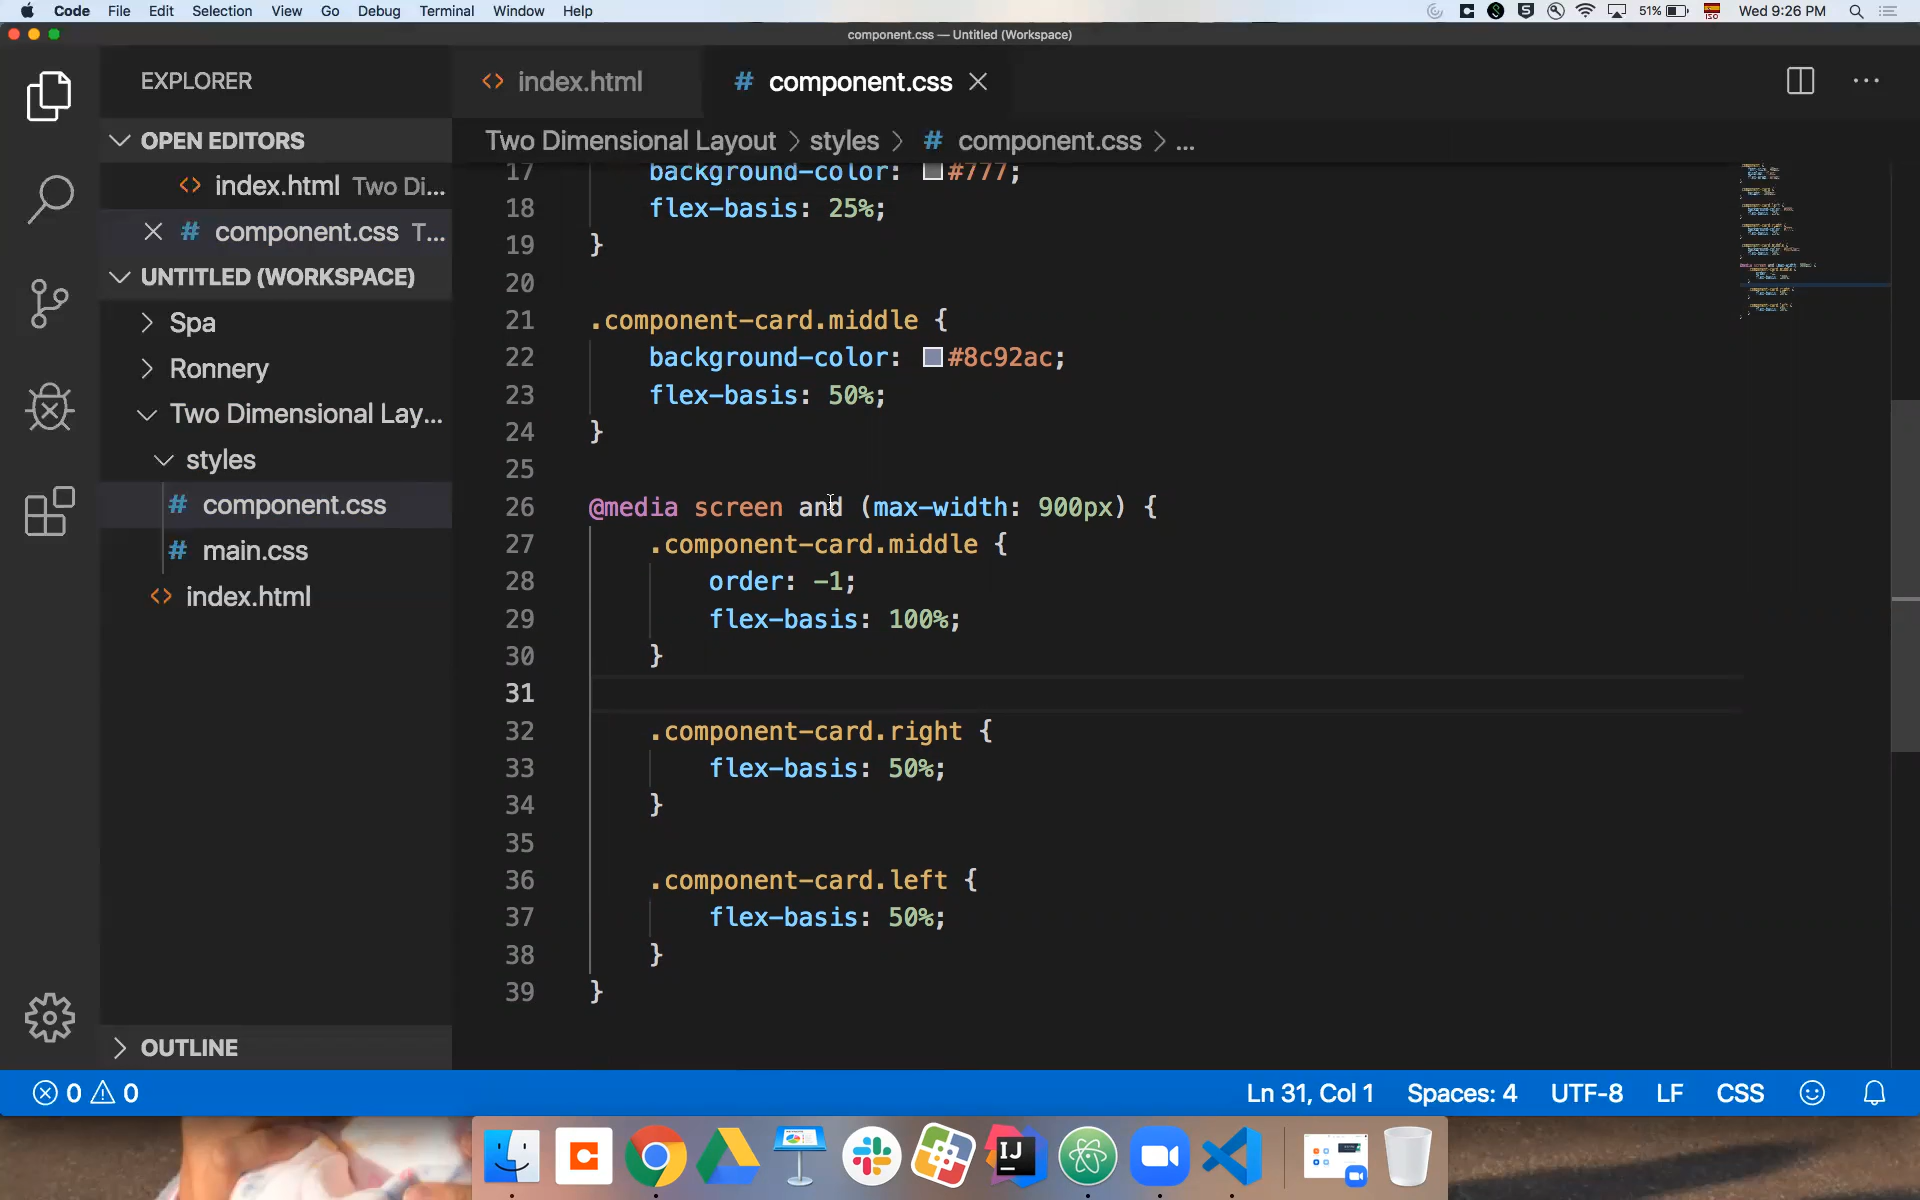 Code File Edit Selection View Go Debug Terminal Window Help
51% ISO Wed 9:26 PM
component.css — Untitled (Workspace)
EXPLORER
OPEN EDITORS
index.html Two Di...
component.css T...
UNTITLED (WORKSPACE)
Spa
Ronnery
Two Dimensional Lay...
styles
component.css
main.css
index.html
OUTLINE
index.html
component.css
Two Dimensional Layout > styles > # component.css > ...
17 background-color: #777;
18 flex-basis: 25%;
19 }
20
21 .component-card.middle {
22 background-color: #8c92ac;
23 flex-basis: 50%;
24 }
25
26 @media screen and (max-width: 900px) {
27 .component-card.middle {
28 order: -1;
29 flex-basis: 100%;
30 }
31
32 .component-card.right {
33 flex-basis: 50%;
34 }
35
36 .component-card.left {
37 flex-basis: 50%;
38 }
39 }
0 0 Ln 31, Col 1 Spaces: 4 UTF-8 LF CSS
IJ